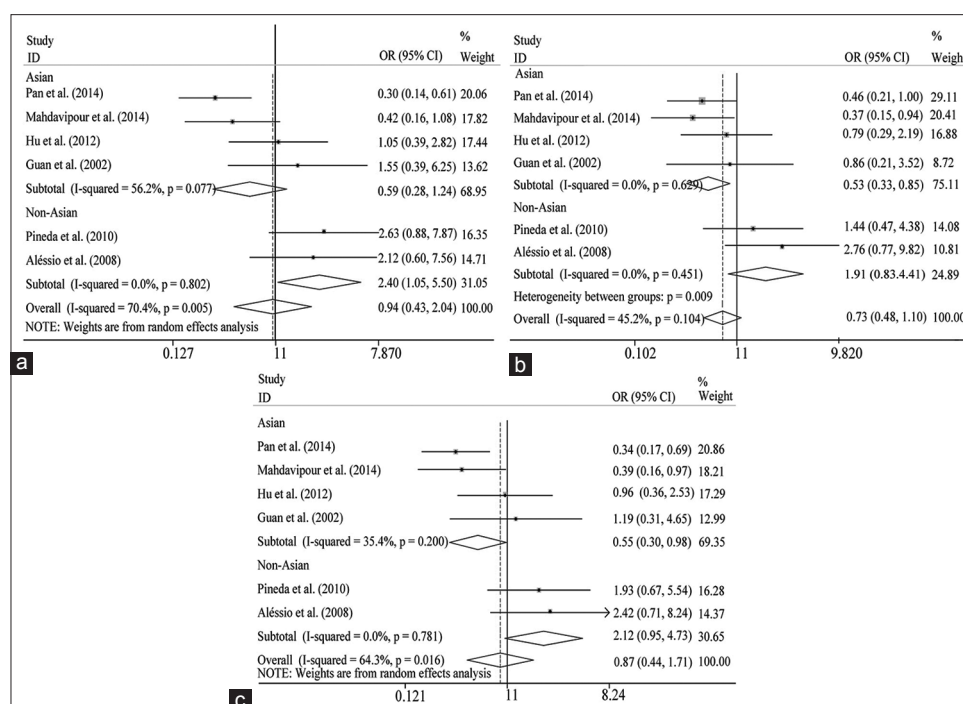 Study %
ID OR (95% CI) Weight
Asian
Pan et al. (2014) 0.30 (0.14, 0.61) 20.06
Mahdavipour et al. (2014) 0.42 (0.16, 1.08) 17.82
Hu et al. (2012) 1.05 (0.39, 2.82) 17.44
Guan et al. (2002) 1.55 (0.39, 6.25) 13.62
Subtotal (I-squared = 56.2%, p = 0.077) 0.59 (0.28, 1.24) 68.95
Non-Asian
Pineda et al. (2010) 2.63 (0.88, 7.87) 16.35
Aléssio et al. (2008) 2.12 (0.60, 7.56) 14.71
Subtotal (I-squared = 0.0%, p = 0.802) 2.40 (1.05, 5.50) 31.05
Overall (I-squared = 70.4%, p = 0.005) 0.94 (0.43, 2.04) 100.00
NOTE: Weights are from random effects analysis
0.127 11 7.870
a
Study %
ID OR (95% CI) Weight
Asian
Pan et al. (2014) 0.46 (0.21, 1.00) 29.11
Mahdavipour et al. (2014) 0.37 (0.15, 0.94) 20.41
Hu et al. (2012) 0.79 (0.29, 2.19) 16.88
Guan et al. (2002) 0.86 (0.21, 3.52) 8.72
Subtotal (I-squared = 0.0%, p = 0.629) 0.53 (0.33, 0.85) 75.11
Non-Asian
Pineda et al. (2010) 1.44 (0.47, 4.38) 14.08
Aléssio et al. (2008) 2.76 (0.77, 9.82) 10.81
Subtotal (I-squared = 0.0%, p = 0.451) 1.91 (0.83.4.41) 24.89
Heterogeneity between groups: p = 0.009
Overall (I-squared = 45.2%, p = 0.104) 0.73 (0.48, 1.10) 100.00
0.102 11 9.820
b
Study %
ID OR (95% CI) Weight
Asian
Pan et al. (2014) 0.34 (0.17, 0.69) 20.86
Mahdavipour et al. (2014) 0.39 (0.16, 0.97) 18.21
Hu et al. (2012) 0.96 (0.36, 2.53) 17.29
Guan et al. (2002) 1.19 (0.31, 4.65) 12.99
Subtotal (I-squared = 35.4%, p = 0.200) 0.55 (0.30, 0.98) 69.35
Non-Asian
Pineda et al. (2010) 1.93 (0.67, 5.54) 16.28
Aléssio et al. (2008) 2.42 (0.71, 8.24) 14.37
Subtotal (I-squared = 0.0%, p = 0.781) 2.12 (0.95, 4.73) 30.65
Overall (I-squared = 64.3%, p = 0.016) 0.87 (0.44, 1.71) 100.00
NOTE: Weights are from random effects analysis
0.121 11 8.24
c